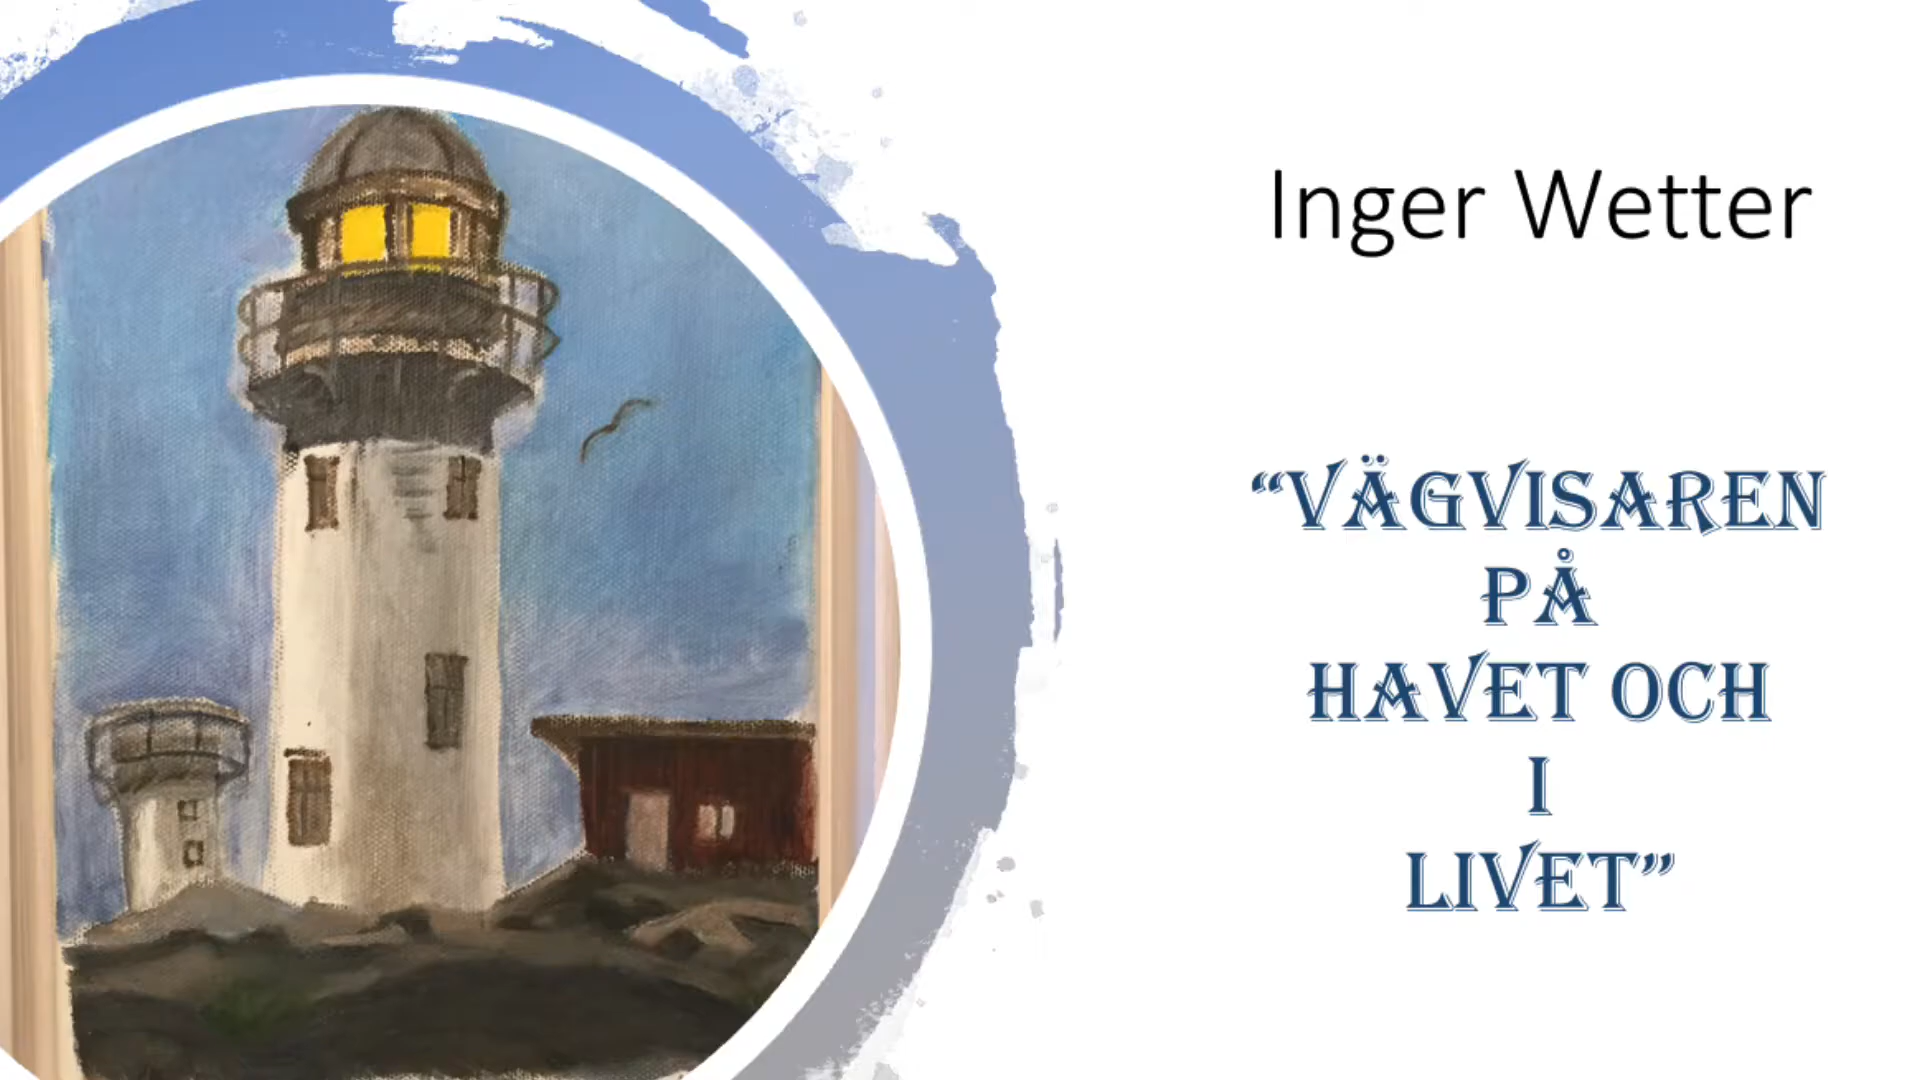 Inger Wetter
“VÄGVISAREN
PÅ
HAVET OCH
I
LIVET”